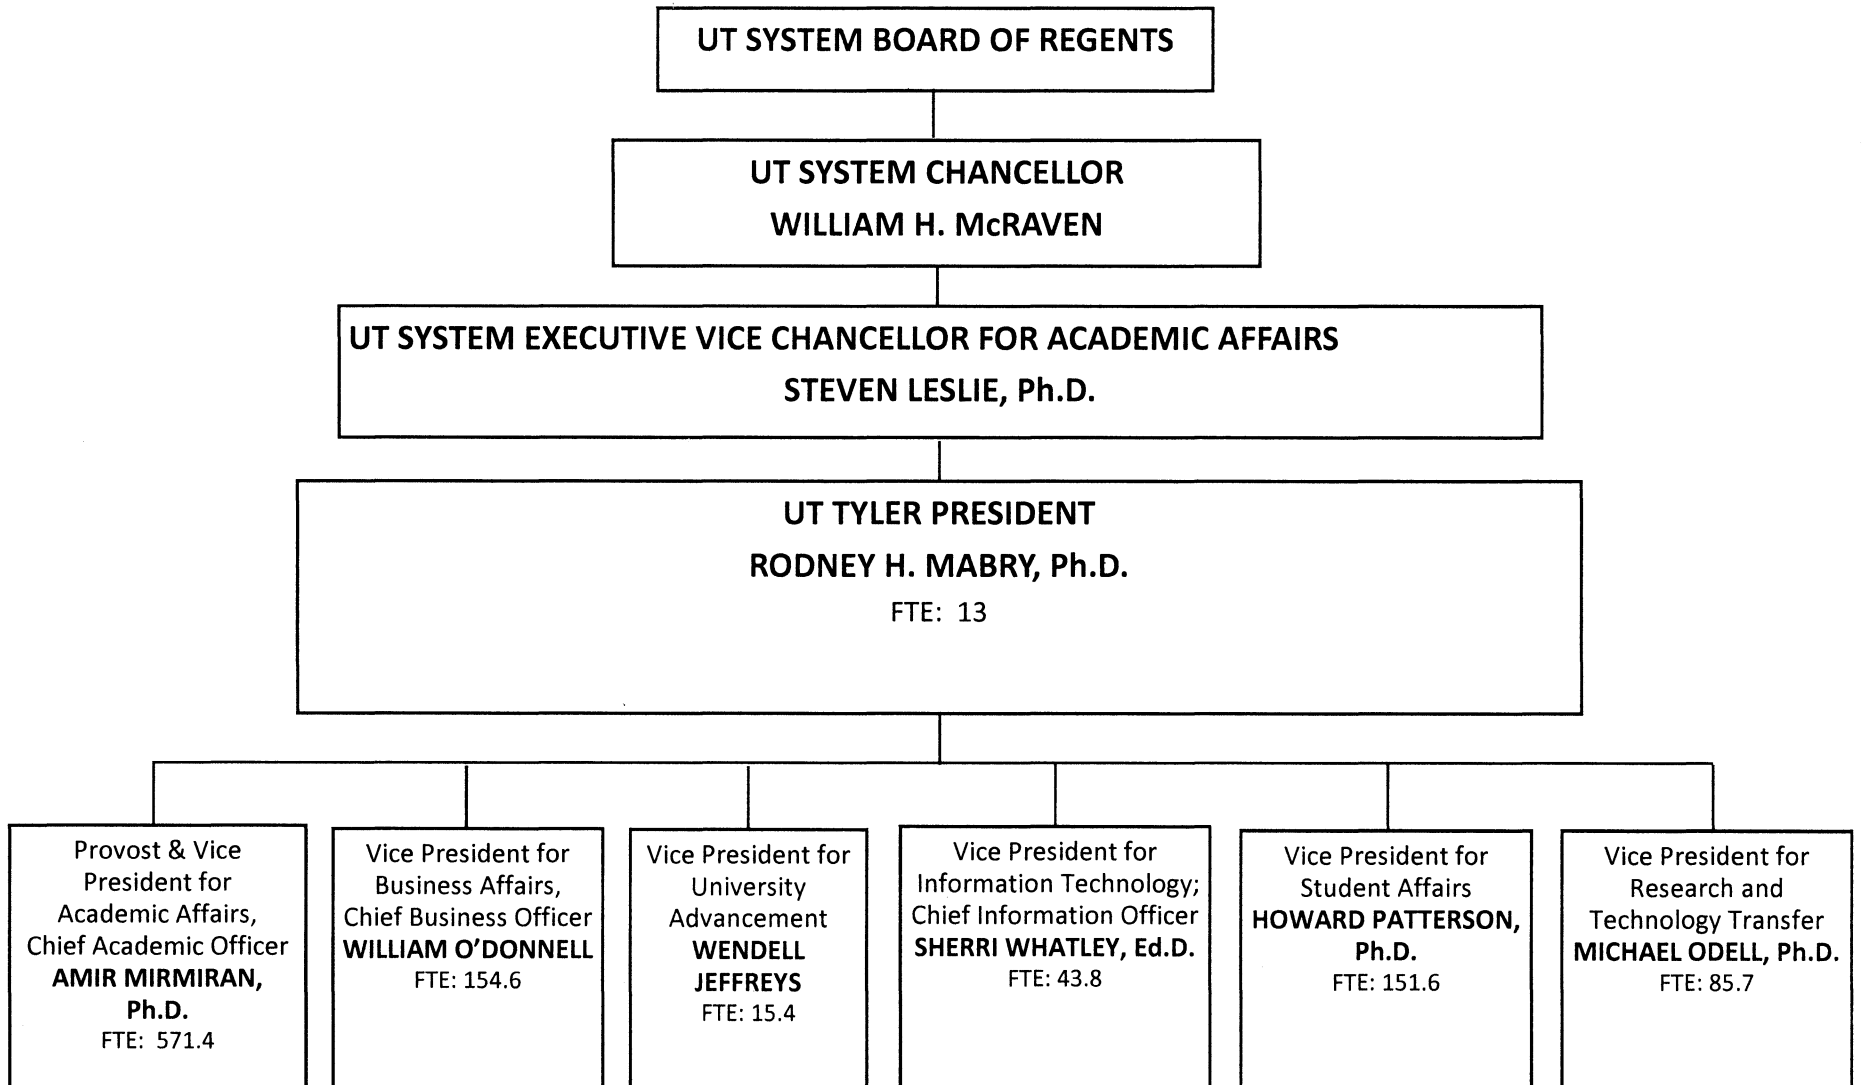 UT SYSTEM BOARD OF REGENTS
UT SYSTEM CHANCELLOR
WILLIAM H. McRAVEN
UT SYSTEM EXECUTIVE VICE CHANCELLOR FOR ACADEMIC AFFAIRS
STEVEN LESLIE, Ph.D.
UT TYLER PRESIDENT
RODNEY H. MABRY, Ph.D.
FTE: 13
Provost & Vice
President for
Academic Affairs,
Chief Academic Officer
AMIR MIRMIRAN,
Ph.D.
FTE: 571.4
Vice President for
Business Affairs,
Chief Business Officer
WILLIAM O’DONNELL
FTE: 154.6
Vice President for
University
Advancement
WENDELL
JEFFREYS
FTE: 15.4
Vice President for
Information Technology;
Chief Information Officer
SHERRI WHATLEY, Ed.D.
FTE: 43.8
Vice President for
Student Affairs
HOWARD PATTERSON,
Ph.D.
FTE: 151.6
Vice President for
Research and
Technology Transfer
MICHAEL ODELL, Ph.D.
FTE: 85.7